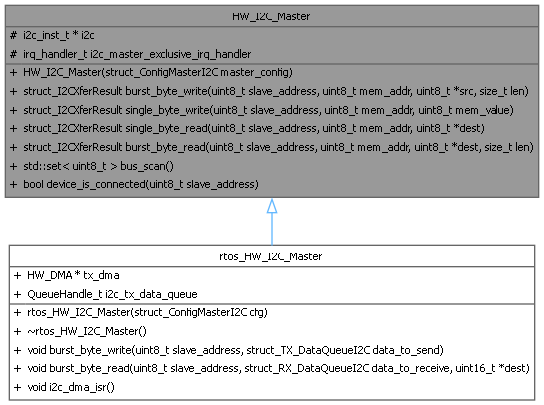 HW_I2C_Master
# i2c_inst_t * i2c
# irq_handler_t i2c_master_exclusive_irq_handler
+ HW_I2C_Master(struct_ConfigMasterI2C master_config)
+ struct_I2CXferResult burst_byte_write(uint8_t slave_address, uint8_t mem_addr, uint8_t *src, size_t len)
+ struct_I2CXferResult single_byte_write(uint8_t slave_address, uint8_t mem_addr, uint8_t mem_value)
+ struct_I2CXferResult single_byte_read(uint8_t slave_address, uint8_t mem_addr, uint8_t *dest)
+ struct_I2CXferResult burst_byte_read(uint8_t slave_address, uint8_t mem_addr, uint8_t *dest, size_t len)
+ std::set< uint8_t > bus_scan()
+ bool device_is_connected(uint8_t slave_address)
rtos_HW_I2C_Master
+ HW_DMA * tx_dma
+ QueueHandle_t i2c_tx_data_queue
+ rtos_HW_I2C_Master(struct_ConfigMasterI2C cfg)
+ ~rtos_HW_I2C_Master()
+ void burst_byte_write(uint8_t slave_address, struct_TX_DataQueueI2C data_to_send)
+ void burst_byte_read(uint8_t slave_address, struct_RX_DataQueueI2C data_to_receive, uint16_t *dest)
+ void i2c_dma_isr()